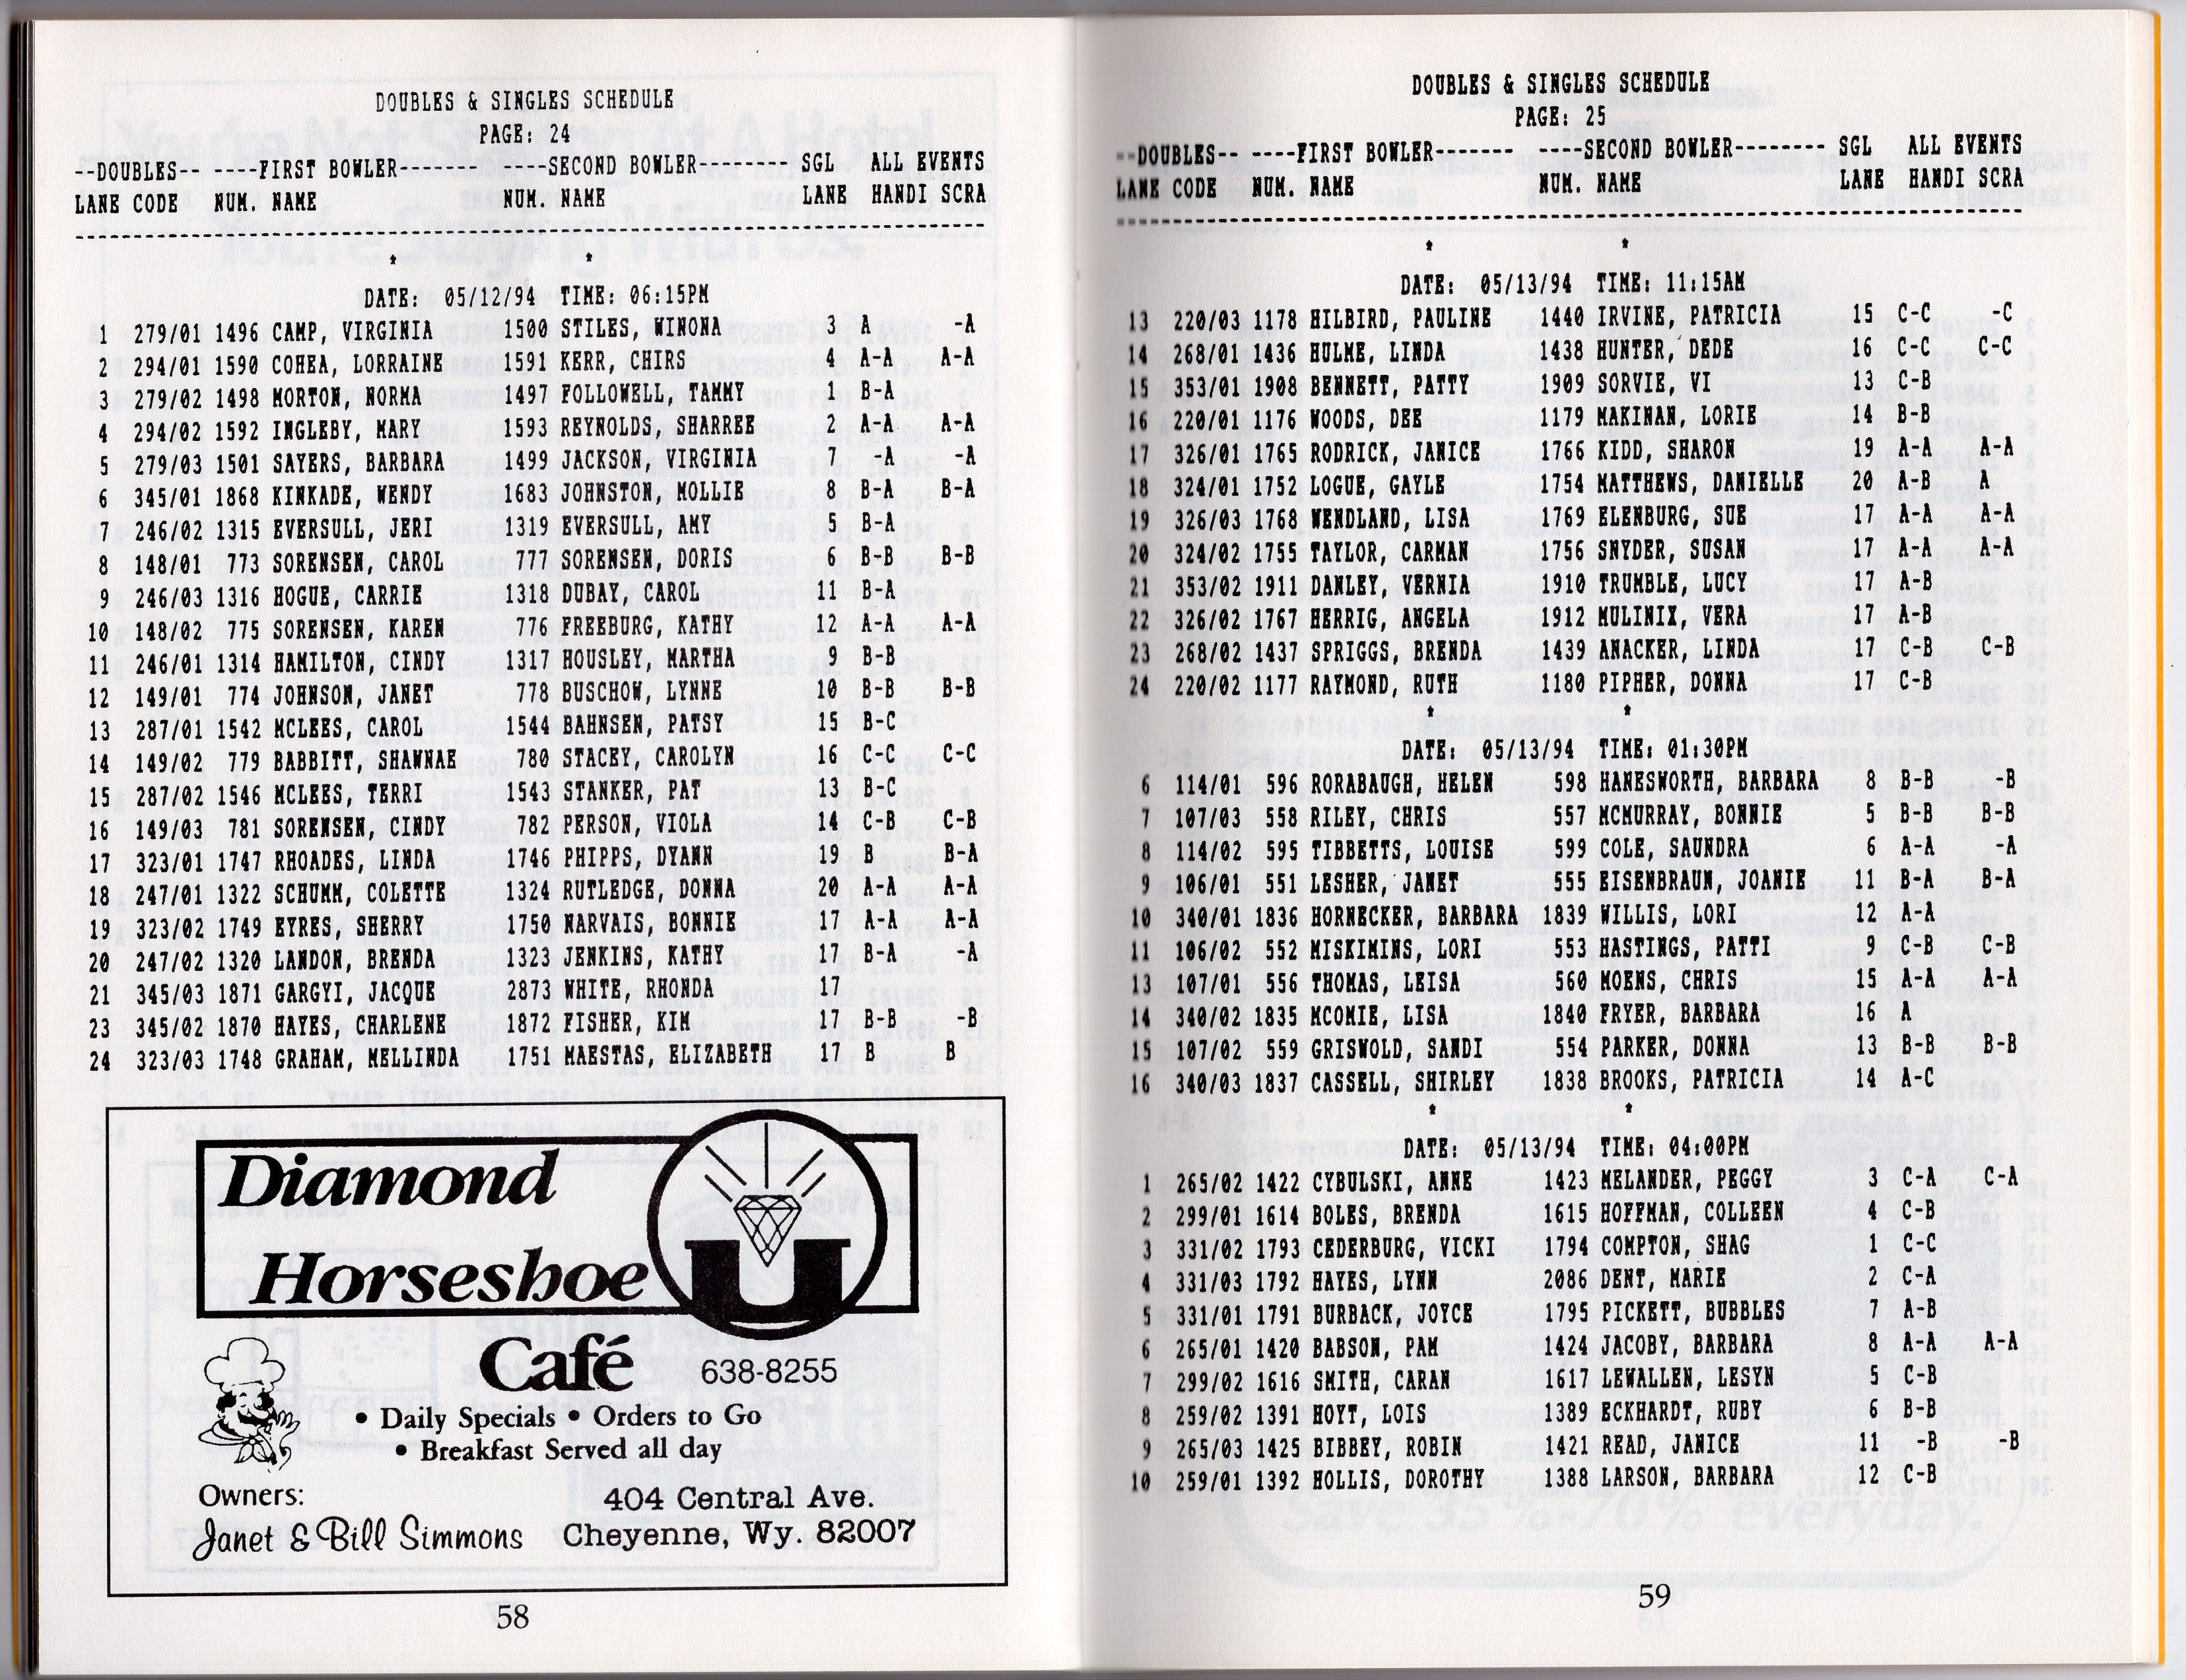 DOUBLES & SINGLES SCHEDULE
PAGE: 24
--DOUBLES-- ----FIRST BOWLER------- -----SECOND BOWLER-------- SGL ALL EVENTS
LANE CODE NUM. NAME NUM. NAME LANE HANDI SCRA
* *
DATE: 05/12/94 TIME: 06:15PM
1 279/01 1496 CAMP, VIRGINIA 1500 STILES, WINONA 3 A -A
2 294/01 1590 COHEA, LORRAINE 1591 KERR, CHIRS 4 A-A A-A
3 279/02 1498 MORTON, NORMA 1497 FOLLOWELL, TAMMY 1 B-A
4 294/02 1592 INGLEBY, MARY 1593 REYNOLDS, SHARREE 2 A-A A-A
5 279/03 1501 SAYERS, BARBARA 1499 JACKSON, VIRGINIA 7 -A -A
6 345/01 1868 KINKADE, WENDY 1683 JOHNSTON, MOLLIE 8 B-A B-A
7 246/02 1315 EVERSULL, JERI 1319 EVERSULL, AMY 5 B-A
8 148/01 773 SORENSEN, CAROL 777 SORENSEN, DORIS 6 B-B B-B
9 246/03 1316 HOGUE, CARRIE 1318 DUBAY, CAROL 11 B-A
10 148/02 775 SORENSEN, KAREN 776 FREEBURG, KATHY 12 A-A A-A
11 246/01 1314 HAMILTON, CINDY 1317 HOUSLEY, MARTHA 9 B-B
12 149/01 774 JOHNSON, JANET 778 BUSCHOW, LYNNE 10 B-B B-B
13 287/01 1542 MCLEES, CAROL 1544 BAHNSEN, PATSY 15 B-C
14 149/02 779 BABBITT, SHAWNAE 780 STACEY, CAROLYN 16 C-C C-C
15 287/02 1546 MCLEES, TERRI 1543 STANKER, PAT 13 B-C
16 149/03 781 SORENSEN, CINDY 782 PERSON, VIOLA 14 C-B C-B
17 323/01 1747 RHOADES, LINDA 1746 PHIPPS, DYANN 19 B B-A
18 247/01 1322 SCHUMM, COLETTE 1324 RUTLEDGE, DONNA 20 A-A A-A
19 323/02 1749 EYRES, SHERRY 1750 NARVAIS, BONNIE 17 A-A A-A
20 247/02 1320 LANDON, BRENDA 1323 JENKINS, KATHY 17 B-A -A
21 345/03 1871 GARGYI, JACQUE 2873 WHITE, RHONDA 17
23 345/02 1870 HAYES, CHARLENE 1872 FISHER, KIM 17 B-B -B
24 323/03 1748 GRAHAM, MELLINDA 1751 MAESTAS, ELIZABETH 17 B B
Diamond
Horseshoe
Café 638-8255
• Daily Specials • Orders to Go
• Breakfast Served all day
Owners:
Janet & Bill Simmons
404 Central Ave.
Cheyenne, Wy. 82007
58
DOUBLES & SINGLES SCHEDULE
PAGE: 25
--DOUBLES-- ----FIRST BOWLER------- ----SECOND BOWLER-------- SGL ALL EVENTS
LANE CODE NUM. NAME NUM. NAME LANE HANDI SCRA
* *
DATE: 05/13/94 TIME: 11:15AM
13 220/03 1178 HILBIRD, PAULINE 1440 IRVINE, PATRICIA 15 C-C -C
14 268/01 1436 HULME, LINDA 1438 HUNTER, DEDE 16 C-C C-C
15 353/01 1908 BENNETT, PATTY 1909 SORVIE, VI 13 C-B
16 220/01 1176 WOODS, DEE 1179 MAKINAN, LORIE 14 B-B
17 326/01 1765 RODRICK, JANICE 1766 KIDD, SHARON 19 A-A A-A
18 324/01 1752 LOGUE, GAYLE 1754 MATTHEWS, DANIELLE 20 A-B A
19 326/03 1768 WENDLAND, LISA 1769 ELENBURG, SUE 17 A-A A-A
20 324/02 1755 TAYLOR, CARMAN 1756 SNYDER, SUSAN 17 A-A A-A
21 353/02 1911 DANLEY, VERNIA 1910 TRUMBLE, LUCY 17 A-B
22 326/02 1767 HERRIG, ANGELA 1912 MULINIX, VERA 17 A-B
23 268/02 1437 SPRIGGS, BRENDA 1439 ANACKER, LINDA 17 C-B C-B
24 220/02 1177 RAYMOND, RUTH 1180 PIPHER, DONNA 17 C-B
* *
DATE: 05/13/94 TIME: 01:30PM
6 114/01 596 RORABAUGH, HELEN 598 HANESWORTH, BARBARA 8 B-B -B
7 107/03 558 RILEY, CHRIS 557 MCMURRAY, BONNIE 5 B-B B-B
8 114/02 595 TIBBETTS, LOUISE 599 COLE, SAUNDRA 6 A-A -A
9 106/01 551 LESHER, JANET 555 EISENBRAUN, JOANIE 11 B-A B-A
10 340/01 1836 HORNECKER, BARBARA 1839 WILLIS, LORI 12 A-A
11 106/02 552 MISKIMINS, LORI 553 HASTINGS, PATTI 9 C-B C-B
13 107/01 556 THOMAS, LEISA 560 MOENS, CHRIS 15 A-A A-A
14 340/02 1835 MCOMIE, LISA 1840 FRYER, BARBARA 16 A
15 107/02 559 GRISWOLD, SANDI 554 PARKER, DONNA 13 B-B B-B
16 340/03 1837 CASSELL, SHIRLEY 1838 BROOKS, PATRICIA 14 A-C
* *
DATE: 05/13/94 TIME: 04:00PM
1 265/02 1422 CYBULSKI, ANNE 1423 MELANDER, PEGGY 3 C-A C-A
2 299/01 1614 BOLES, BRENDA 1615 HOFFMAN, COLLEEN 4 C-B
3 331/02 1793 CEDERBURG, VICKI 1794 COMPTON, SHAG 1 C-C
4 331/03 1792 HAYES, LYNN 2086 DENT, MARIE 2 C-A
5 331/01 1791 BURBACK, JOYCE 1795 PICKETT, BUBBLES 7 A-B
6 265/01 1420 BABSON, PAM 1424 JACOBY, BARBARA 8 A-A A-A
7 299/02 1616 SMITH, CARAN 1617 LEWALLEN, LESYN 5 C-B
8 259/02 1391 HOYT, LOIS 1389 ECKHARDT, RUBY 6 B-B
9 265/03 1425 BIBBEY, ROBIN 1421 READ, JANICE 11 -B -B
10 259/01 1392 HOLLIS, DOROTHY 1388 LARSON, BARBARA 12 C-B
59